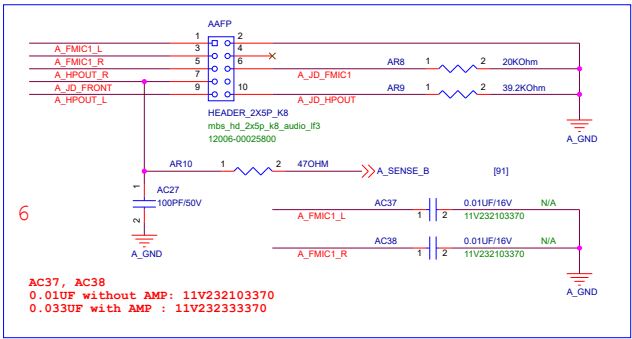 AAFP
1 2
A_FMIC1_L 3 4
A_FMIC1_R 5 6 AR8 1 2 20KOhm
A_HPOUT_R 7 A_JD_FMIC1
A_JD_FRONT 9 10 AR9 1 2 39.2KOhm
A_HPOUT_L A_JD_HPOUT
HEADER_2X5P_K8
mbs_hd_2x5p_k8_audio_lf3
12006-00025800
A_GND
AR10 1 2 47OHM A_SENSE_B [91]
1 AC27
100PF/50V
2
A_GND
6
AC37 0.01UF/16V N/A
A_FMIC1_L 1 2 11V232103370
AC38 0.01UF/16V N/A
A_FMIC1_R 1 2 11V232103370
A_GND
AC37, AC38
0.01UF without AMP: 11V232103370
0.033UF with AMP : 11V232333370